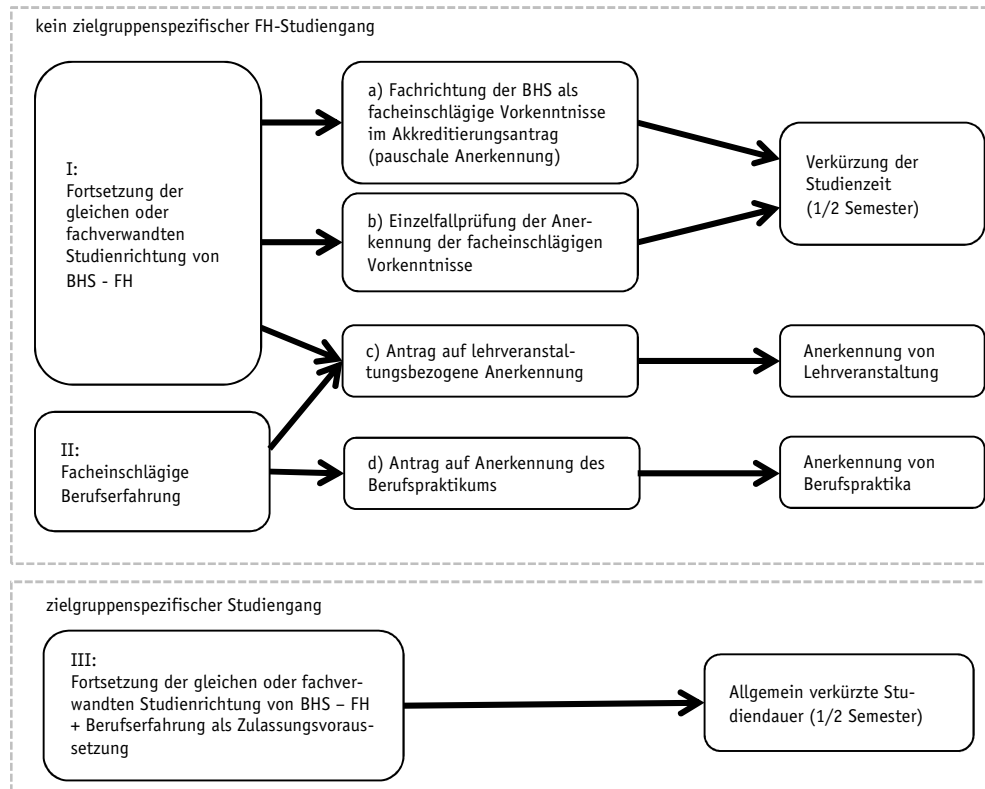 kein zielgruppenspezifischer FH-Studiengang
I:
Fortsetzung der
gleichen oder
fachverwandten
Studienrichtung von
BHS - FH
a) Fachrichtung der BHS als
facheinschlägige Vorkenntnisse
im Akkreditierungsantrag
(pauschale Anerkennung)
b) Einzelfallprüfung der Aner-
kennung der facheinschlägigen
Vorkenntnisse
Verkürzung der
Studienzeit
(1/2 Semester)
c) Antrag auf lehrveranstal-
tungsbezogene Anerkennung
Anerkennung von
Lehrveranstaltung
II:
Facheinschlägige
Berufserfahrung
d) Antrag auf Anerkennung des
Berufspraktikums
Anerkennung von
Berufspraktika
zielgruppenspezifischer Studiengang
III:
Fortsetzung der gleichen oder fachver-
wandten Studienrichtung von BHS – FH
+ Berufserfahrung als Zulassungsvoraus-
setzung
Allgemein verkürzte Stu-
diendauer (1/2 Semester)